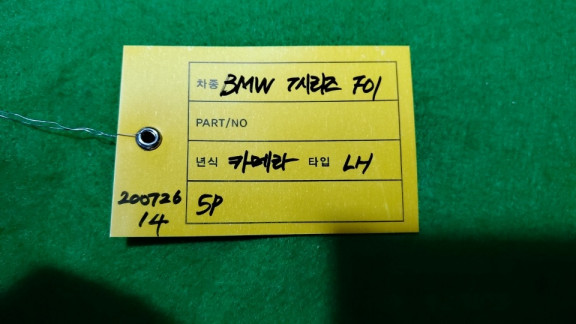 차종 BMW 7시리즈 F01
PART/NO
년식 카메라 타입 LH
5P
200726
14